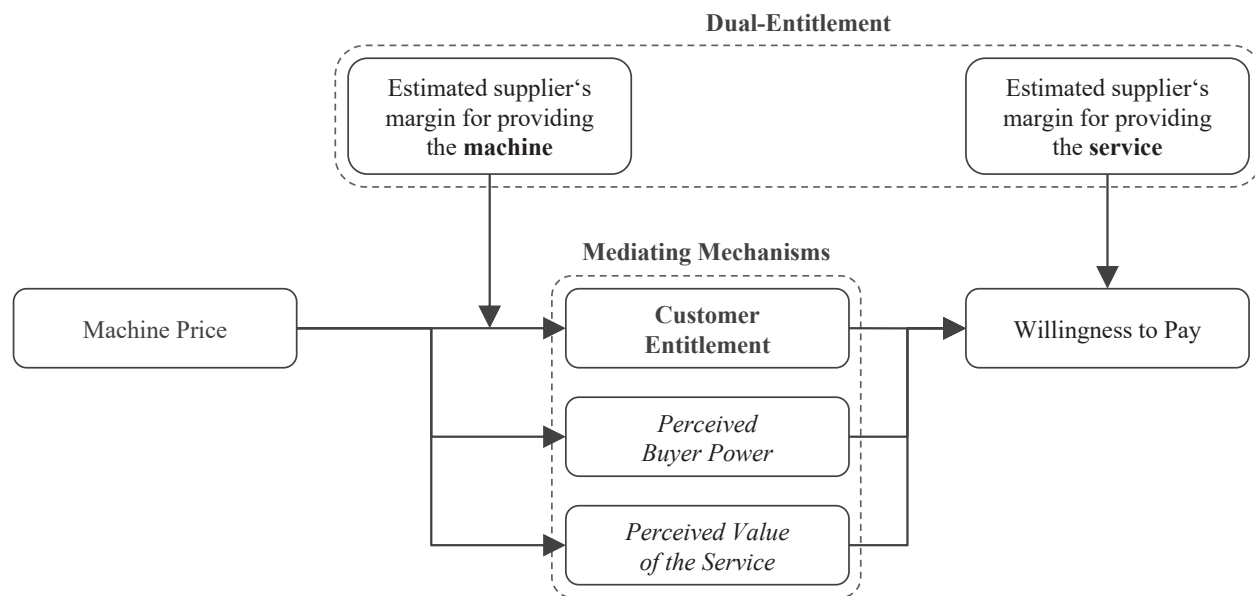 Dual-Entitlement
Estimated supplier‘s
margin for providing
the machine
Estimated supplier‘s
margin for providing
the service
Mediating Mechanisms
Machine Price
Customer
Entitlement
Willingness to Pay
Perceived
Buyer Power
Perceived Value
of the Service